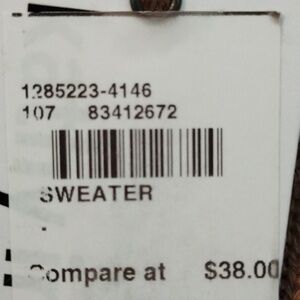 1285223-4146
107 83412672
SWEATER
-
Compare at $38.00